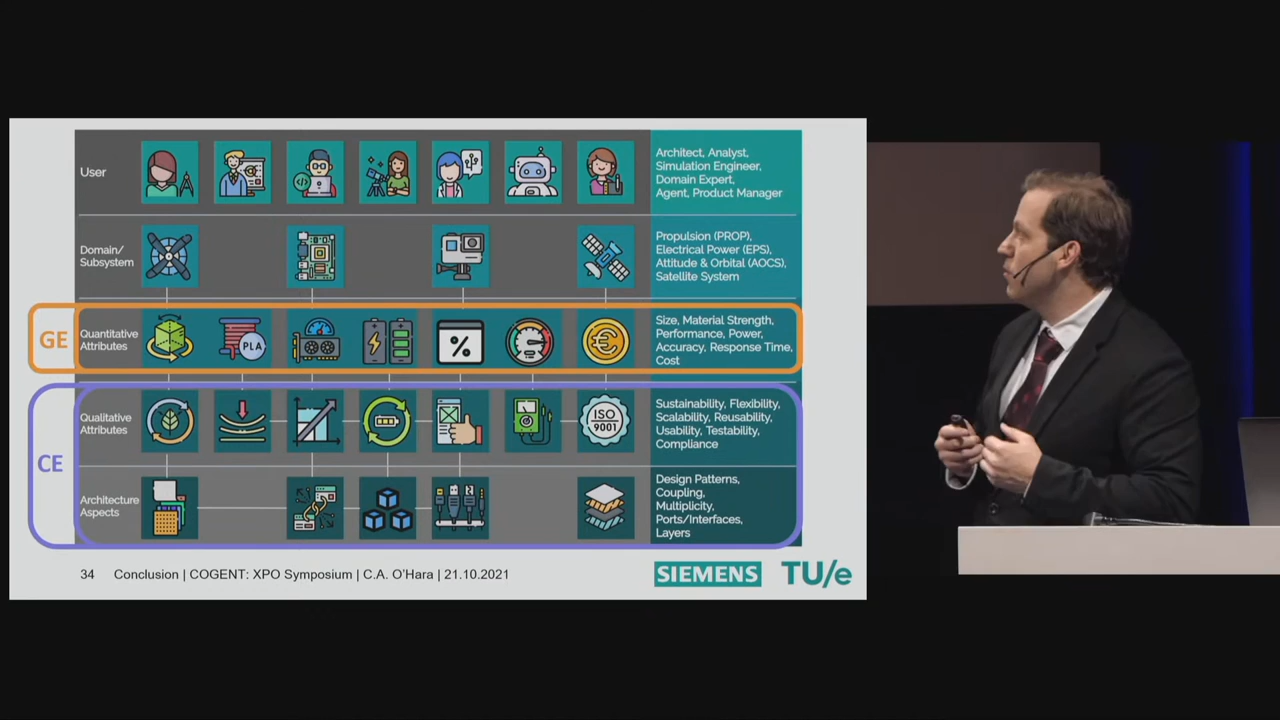 User
Architect, Analyst,
Simulation Engineer,
Domain Expert,
Agent, Product Manager
Domain/
Subsystem
Propulsion (PROP),
Electrical Power (EPS),
Attitude & Orbital (AOCS),
Satellite System
GE
Quantitative
Attributes
PLA
%
€
Size, Material Strength,
Performance, Power,
Accuracy, Response Time,
Cost
CE
Qualitative
Attributes
ISO
9001
Sustainability, Flexibility,
Scalability, Reusability,
Usability, Testability,
Compliance
Architecture
Aspects
Design Patterns,
Coupling,
Multiplicity,
Ports/Interfaces,
Layers
34 Conclusion | COGENT: XPO Symposium | C.A. O'Hara | 21.10.2021
SIEMENS TU/e